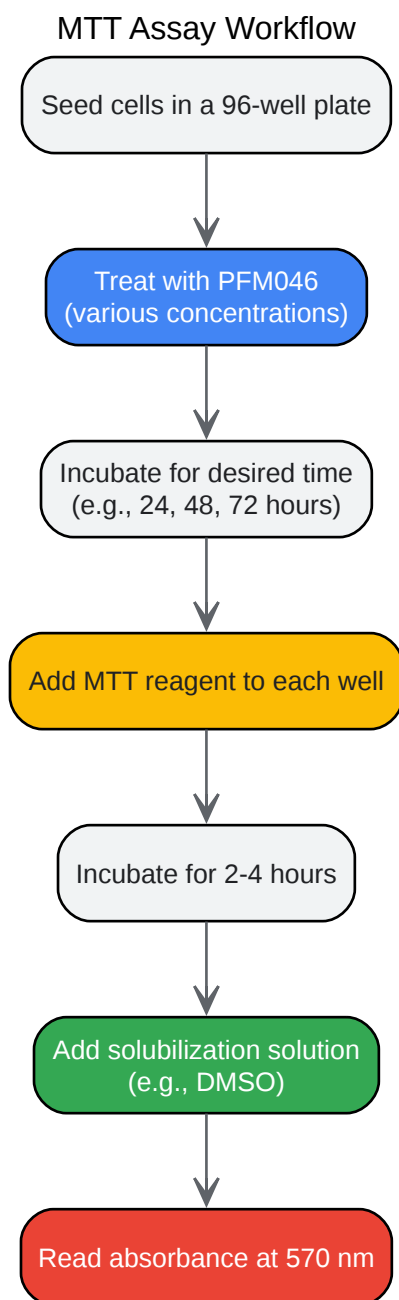 MTT Assay Workflow
Seed cells in a 96-well plate
Treat with PFM046
(various concentrations)
Incubate for desired time
(e.g., 24, 48, 72 hours)
Add MTT reagent to each well
Incubate for 2-4 hours
Add solubilization solution
(e.g., DMSO)
Read absorbance at 570 nm